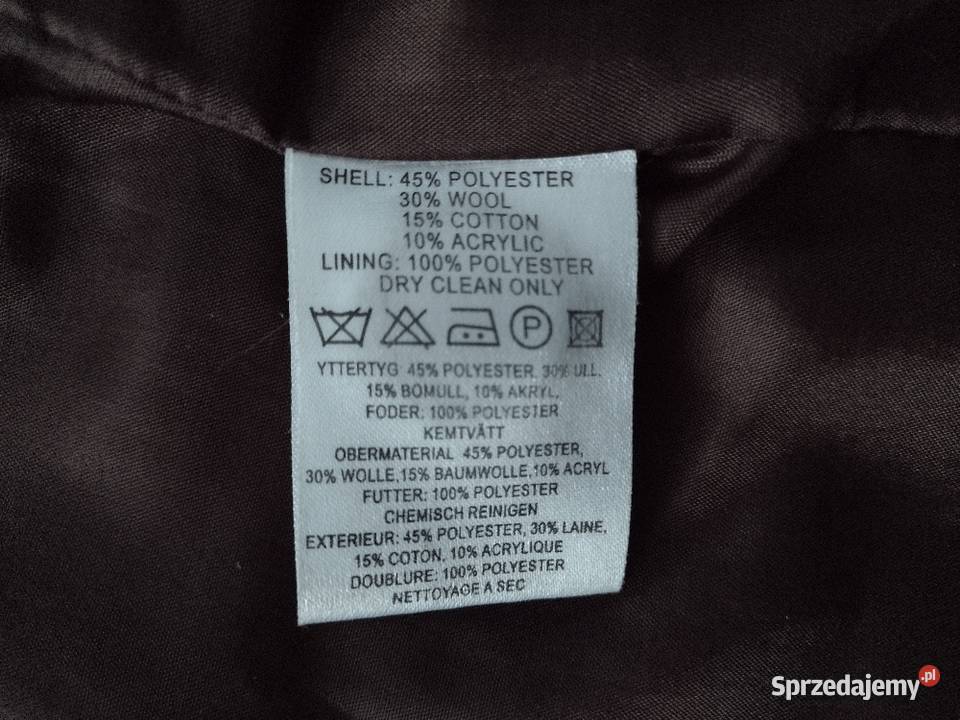 SHELL: 45% POLYESTER
30% WOOL
15% COTTON
10% ACRYLIC
LINING: 100% POLYESTER
DRY CLEAN ONLY
P
YTTERTYG 45% POLYESTER. 30% ULL.
15% BOMULL, 10% AKRYL,
FODER: 100% POLYESTER
KEMTVÄTT
OBERMATERIAL 45% POLYESTER,
30% WOLLE,15% BAUMWOLLE,10% ACRYL
FUTTER: 100% POLYESTER
CHEMISCH REINIGEN
EXTERIEUR: 45% POLYESTER, 30% LAINE,
15% COTON, 10% ACRYLIQUE
DOUBLURE: 100% POLYESTER
NETTOYAGE A SEC
Sprzedajemy.pl